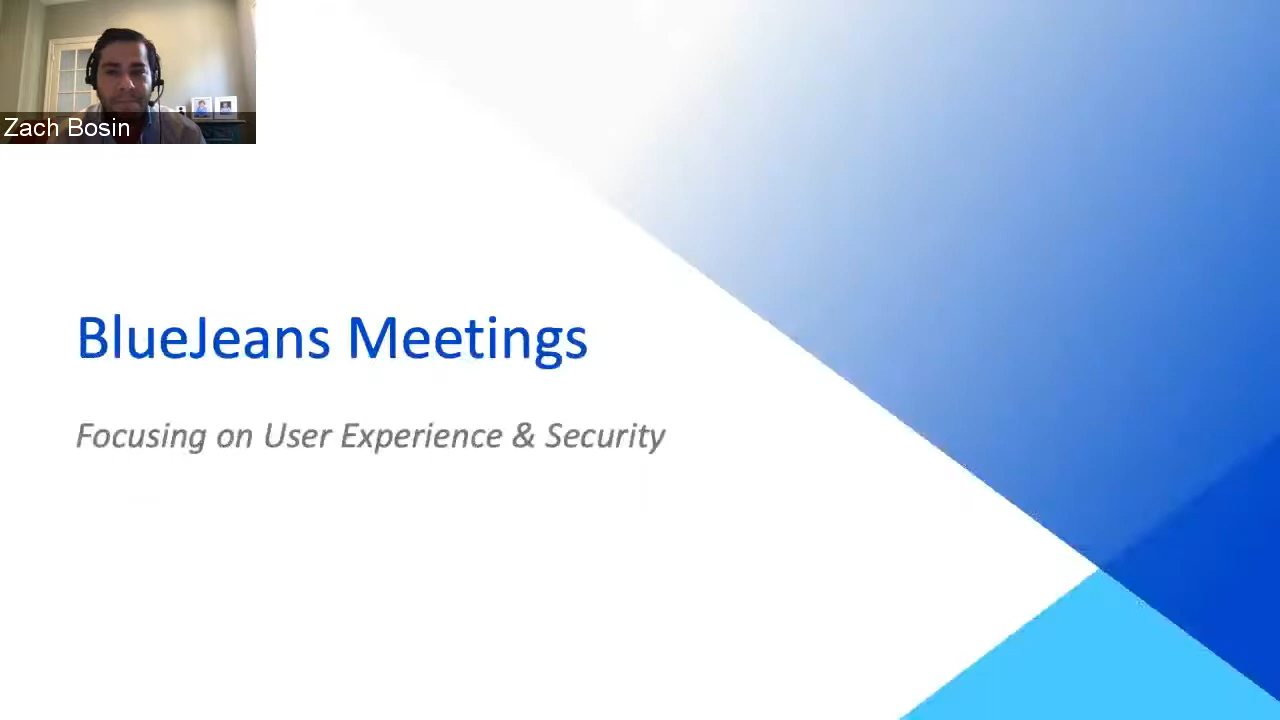 Zach Bosin
BlueJeans Meetings
Focusing on User Experience & Security